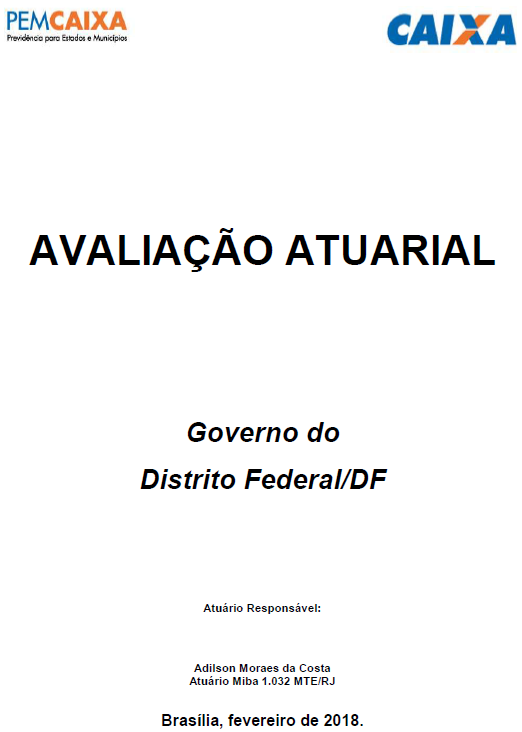 PEMCAIXA
Previdência para Estados e Municípios
CAIXA
AVALIAÇÃO ATUARIAL
Governo do
Distrito Federal/DF
Atuário Responsável:
Adilson Moraes da Costa
Atuário Miba 1.032 MTE/RJ
Brasília, fevereiro de 2018.